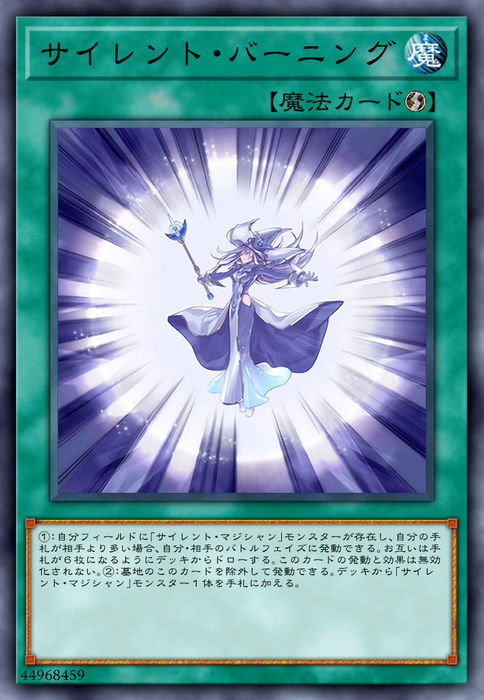 サイレント・バーニング 魔
【魔法カード】
①:自分フィールドに「サイレント・マジシャン」モンスターが存在し、自分の手
札が相手より多い場合、自分・相手のバトルフェイズに発動できる。お互いは手
札が6枚になるようにデッキからドローする。このカードの発動と効果は無効
化されない。②:墓地のこのカードを除外して発動できる。デッキから「サイレ
ント・マジシャン」モンスター1体を手札に加える。
44968459